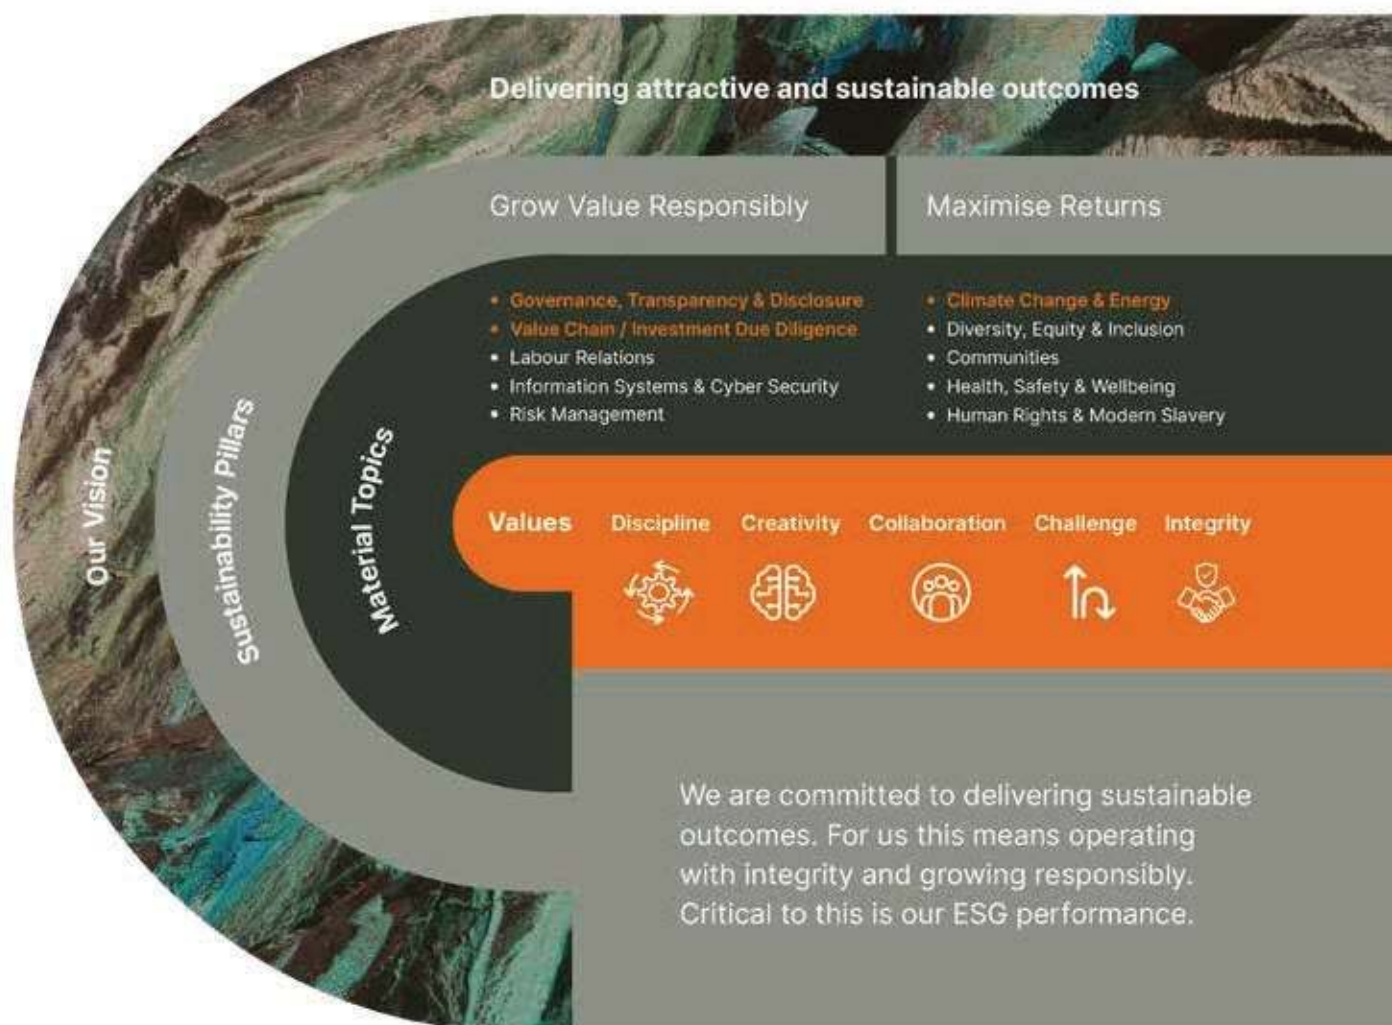 Delivering attractive and sustainable outcomes
Grow Value Responsibly
Maximise Returns
• Governance, Transparency & Disclosure
• Value Chain / Investment Due Diligence
• Labour Relations
• Information Systems & Cyber Security
• Risk Management
• Climate Change & Energy
• Diversity, Equity & Inclusion
• Communities
• Health, Safety & Wellbeing
• Human Rights & Modern Slavery
Our Vision
Sustainability Pillars
Material Topics
Values
Discipline
Creativity
Collaboration
Challenge
Integrity
We are committed to delivering sustainable
outcomes. For us this means operating
with integrity and growing responsibly.
Critical to this is our ESG performance.